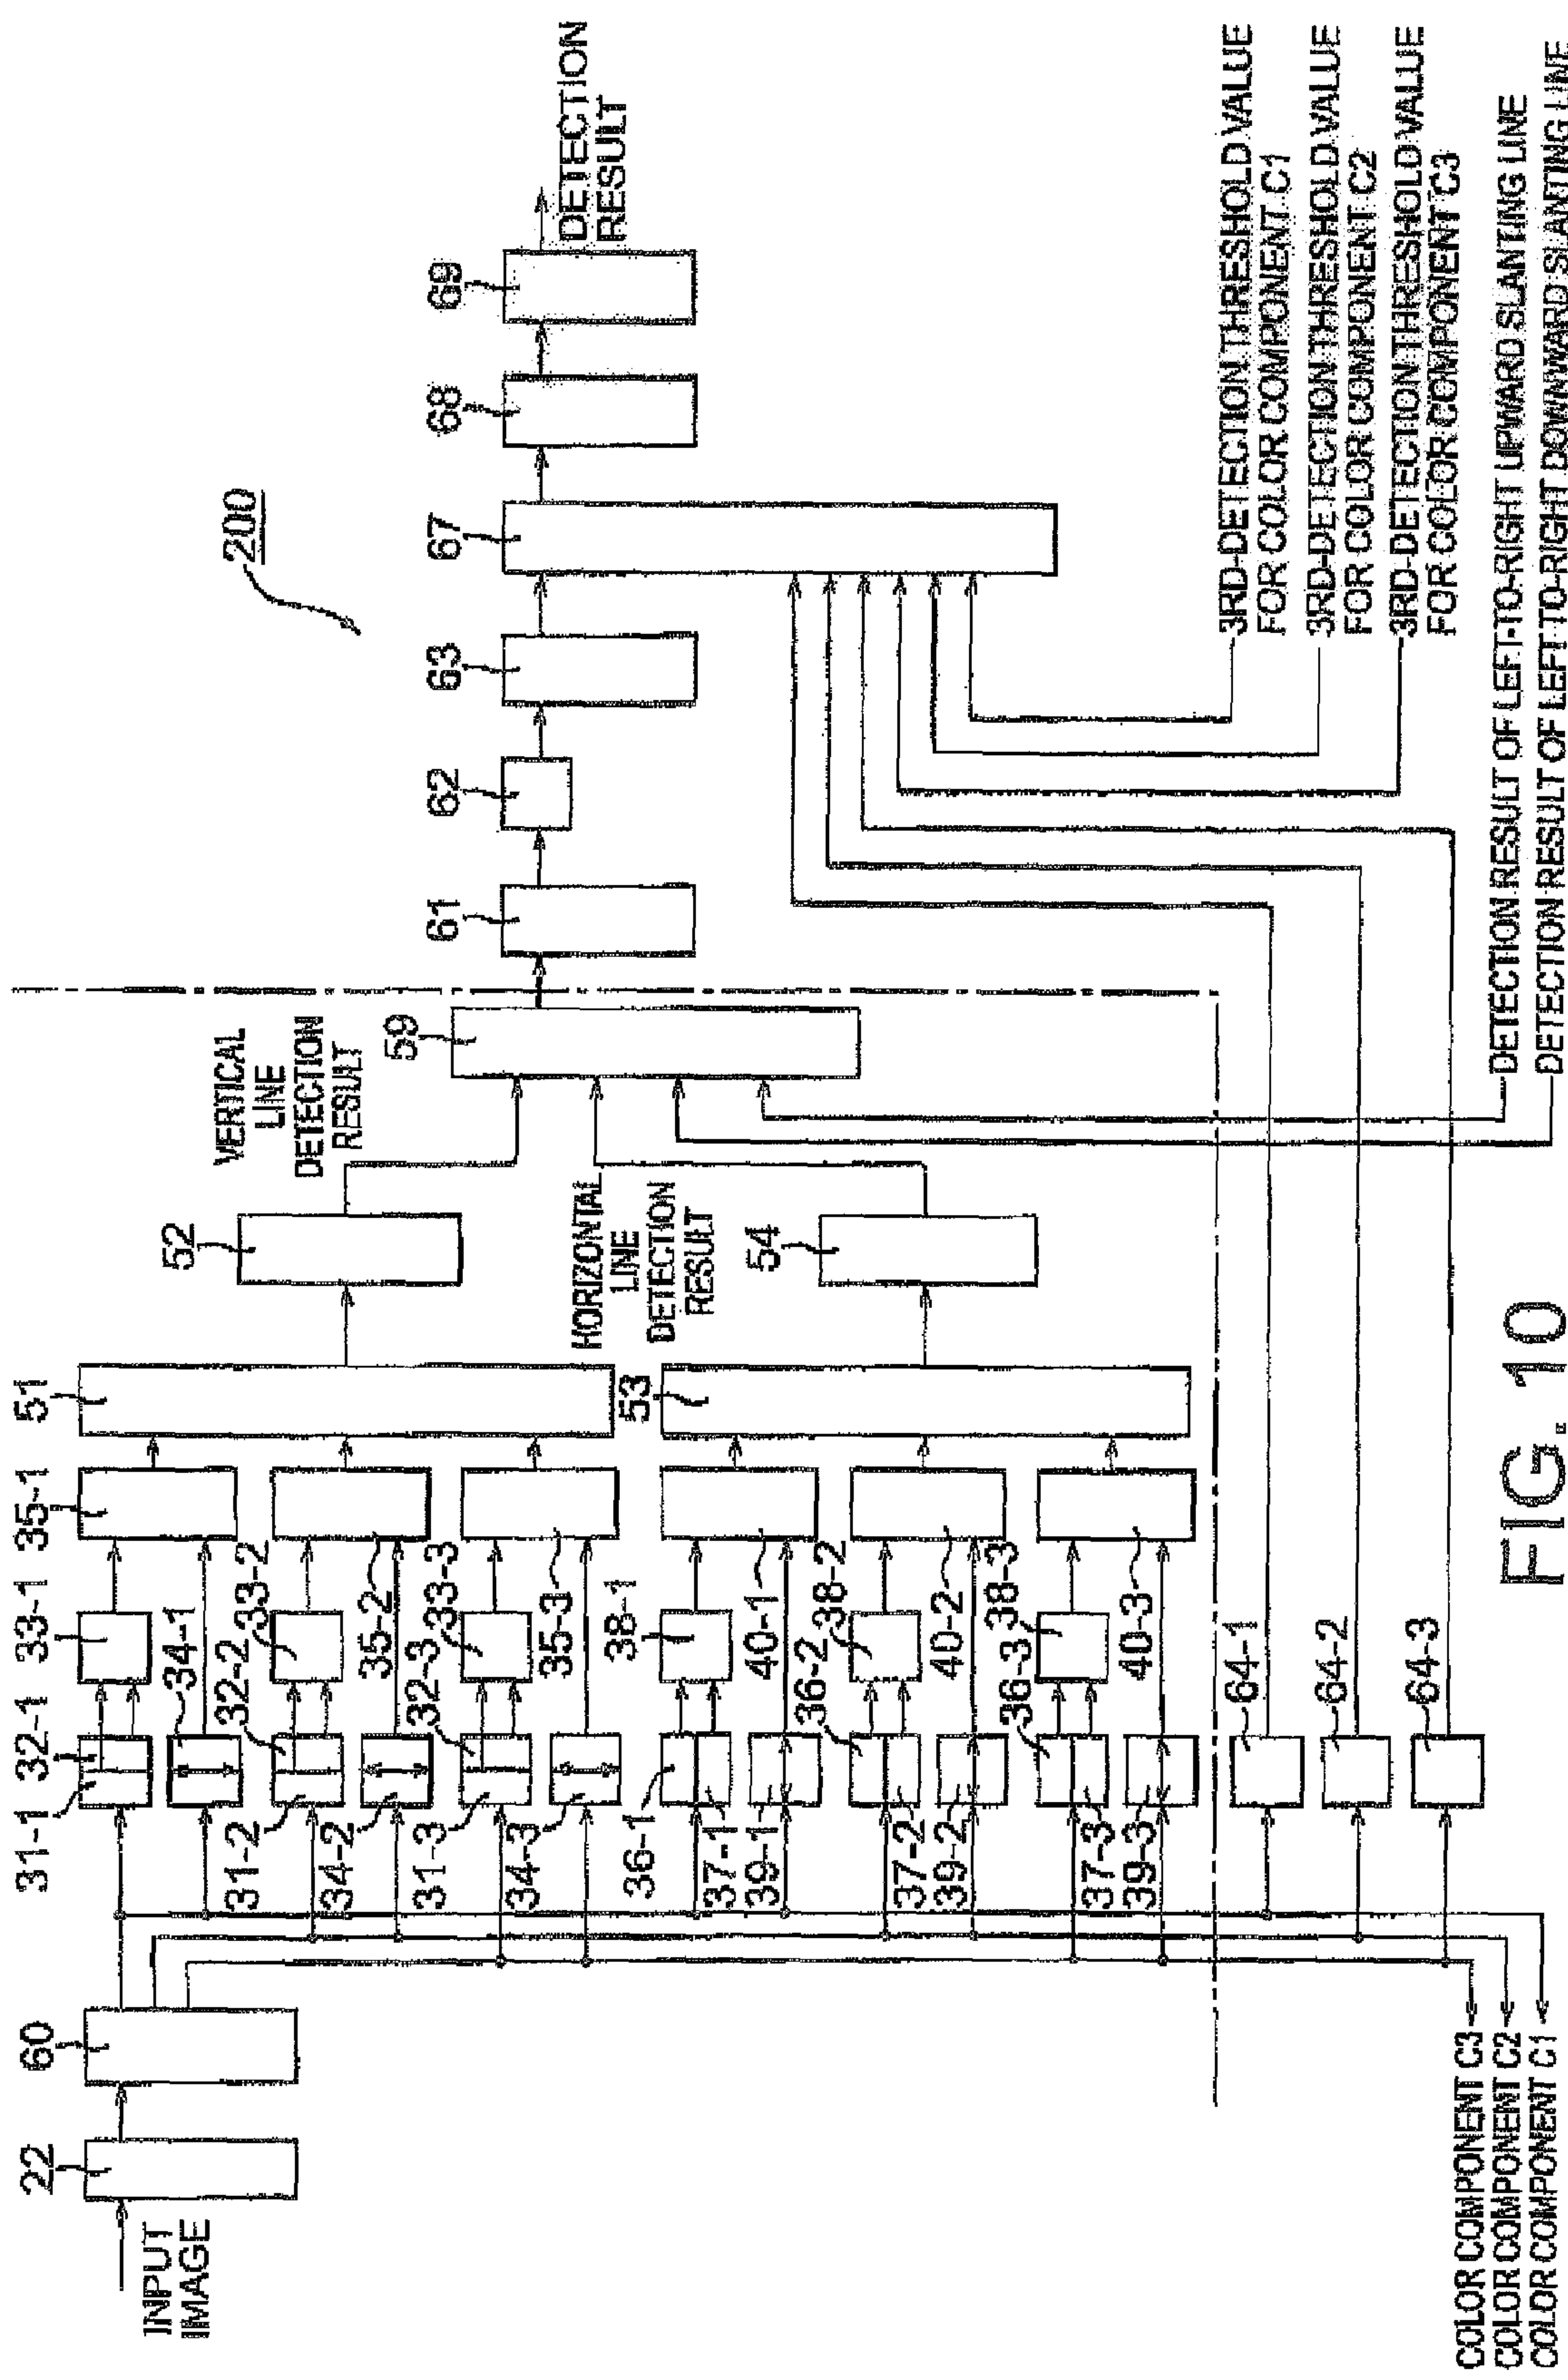 INPUT
IMAGE
22
60
31-1
32-1
33-1
35-1
51
34-1
31-2
32-2
33-2
34-2
35-2
31-3
32-3
33-3
34-3
35-3
52
VERTICAL
LINE
DETECTION
RESULT
59
200
61
62
63
67
68
69
DETECTION
RESULT
HORIZONTAL
LINE
DETECTION
RESULT
53
54
36-1
37-1
38-1
39-1
40-1
36-2
37-2
38-2
39-2
40-2
36-3
37-3
38-3
39-3
40-3
64-1
64-2
64-3
3RD-DETECTION THRESHOLD VALUE
FOR COLOR COMPONENT C1
3RD-DETECTION THRESHOLD VALUE
FOR COLOR COMPONENT C2
3RD-DETECTION THRESHOLD VALUE
FOR COLOR COMPONENT C3
DETECTION RESULT OF LEFT-TO-RIGHT UPWARD SLANTING LINE
DETECTION RESULT OF LEFT-TO-RIGHT DOWNWARD SLANTING LINE
COLOR COMPONENT C3
COLOR COMPONENT C2
COLOR COMPONENT C1
FIG. 10